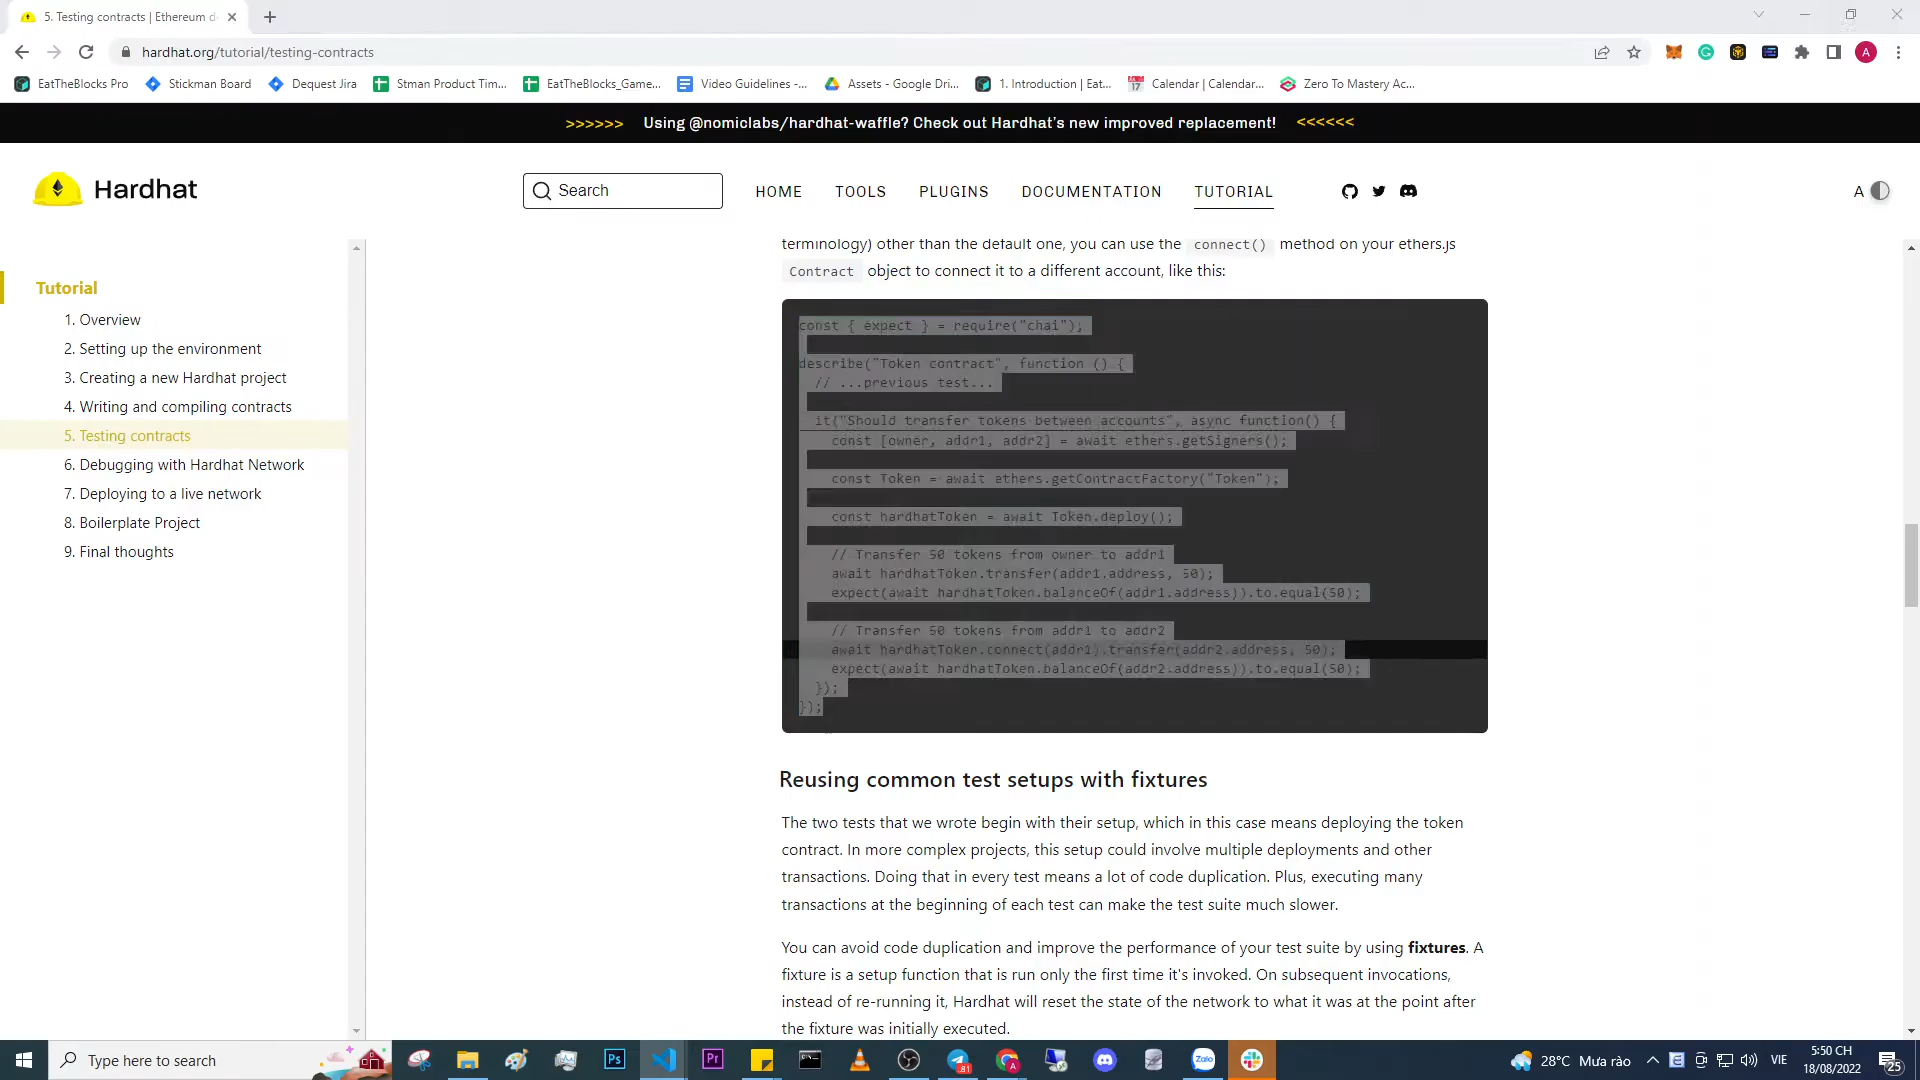 5. Testing contracts | Ethereum d
hardhat.org/tutorial/testing-contracts
A
EatTheBlocks Pro
Stickman Board
Dequest Jira
Stman Product Tim...
EatTheBlocks_Game...
Video Guidelines -...
Assets - Google Dri...
1. Introduction | Eat...
Calendar | Calendar...
Zero To Mastery Ac...
>>>>>> Using @nomiclabs/hardhat-waffle? Check out Hardhat's new improved replacement! <<<<<<
Hardhat
Search
HOME
TOOLS
PLUGINS
DOCUMENTATION
TUTORIAL
A
Tutorial
1. Overview
2. Setting up the environment
3. Creating a new Hardhat project
4. Writing and compiling contracts
5. Testing contracts
6. Debugging with Hardhat Network
7. Deploying to a live network
8. Boilerplate Project
9. Final thoughts
terminology) other than the default one, you can use the connect() method on your ethers.js
Contract object to connect it to a different account, like this:
const { expect } = require("chai");
describe("Token contract", function () {
// ...previous test...
it("Should transfer tokens between accounts", async function() {
const [owner, addr1, addr2] = await ethers.getSigners();
const Token = await ethers.getContractFactory("Token");
const hardhatToken = await Token.deploy();
// Transfer 50 tokens from owner to addr1
await hardhatToken.transfer(addr1.address, 50);
expect(await hardhatToken.balanceOf(addr1.address)).to.equal(50);
// Transfer 50 tokens from addr1 to addr2
await hardhatToken.connect(addr1).transfer(addr2.address, 50);
expect(await hardhatToken.balanceOf(addr2.address)).to.equal(50);
});
});
Reusing common test setups with fixtures
The two tests that we wrote begin with their setup, which in this case means deploying the token
contract. In more complex projects, this setup could involve multiple deployments and other
transactions. Doing that in every test means a lot of code duplication. Plus, executing many
transactions at the beginning of each test can make the test suite much slower.
You can avoid code duplication and improve the performance of your test suite by using fixtures. A
fixture is a setup function that is run only the first time it's invoked. On subsequent invocations,
instead of re-running it, Hardhat will reset the state of the network to what it was at the point after
the fixture was initially executed.
Type here to search
Ps
Pr
81
A
Zalo
28°C Mưa rào
VIE
5:50 CH
18/08/2022
25